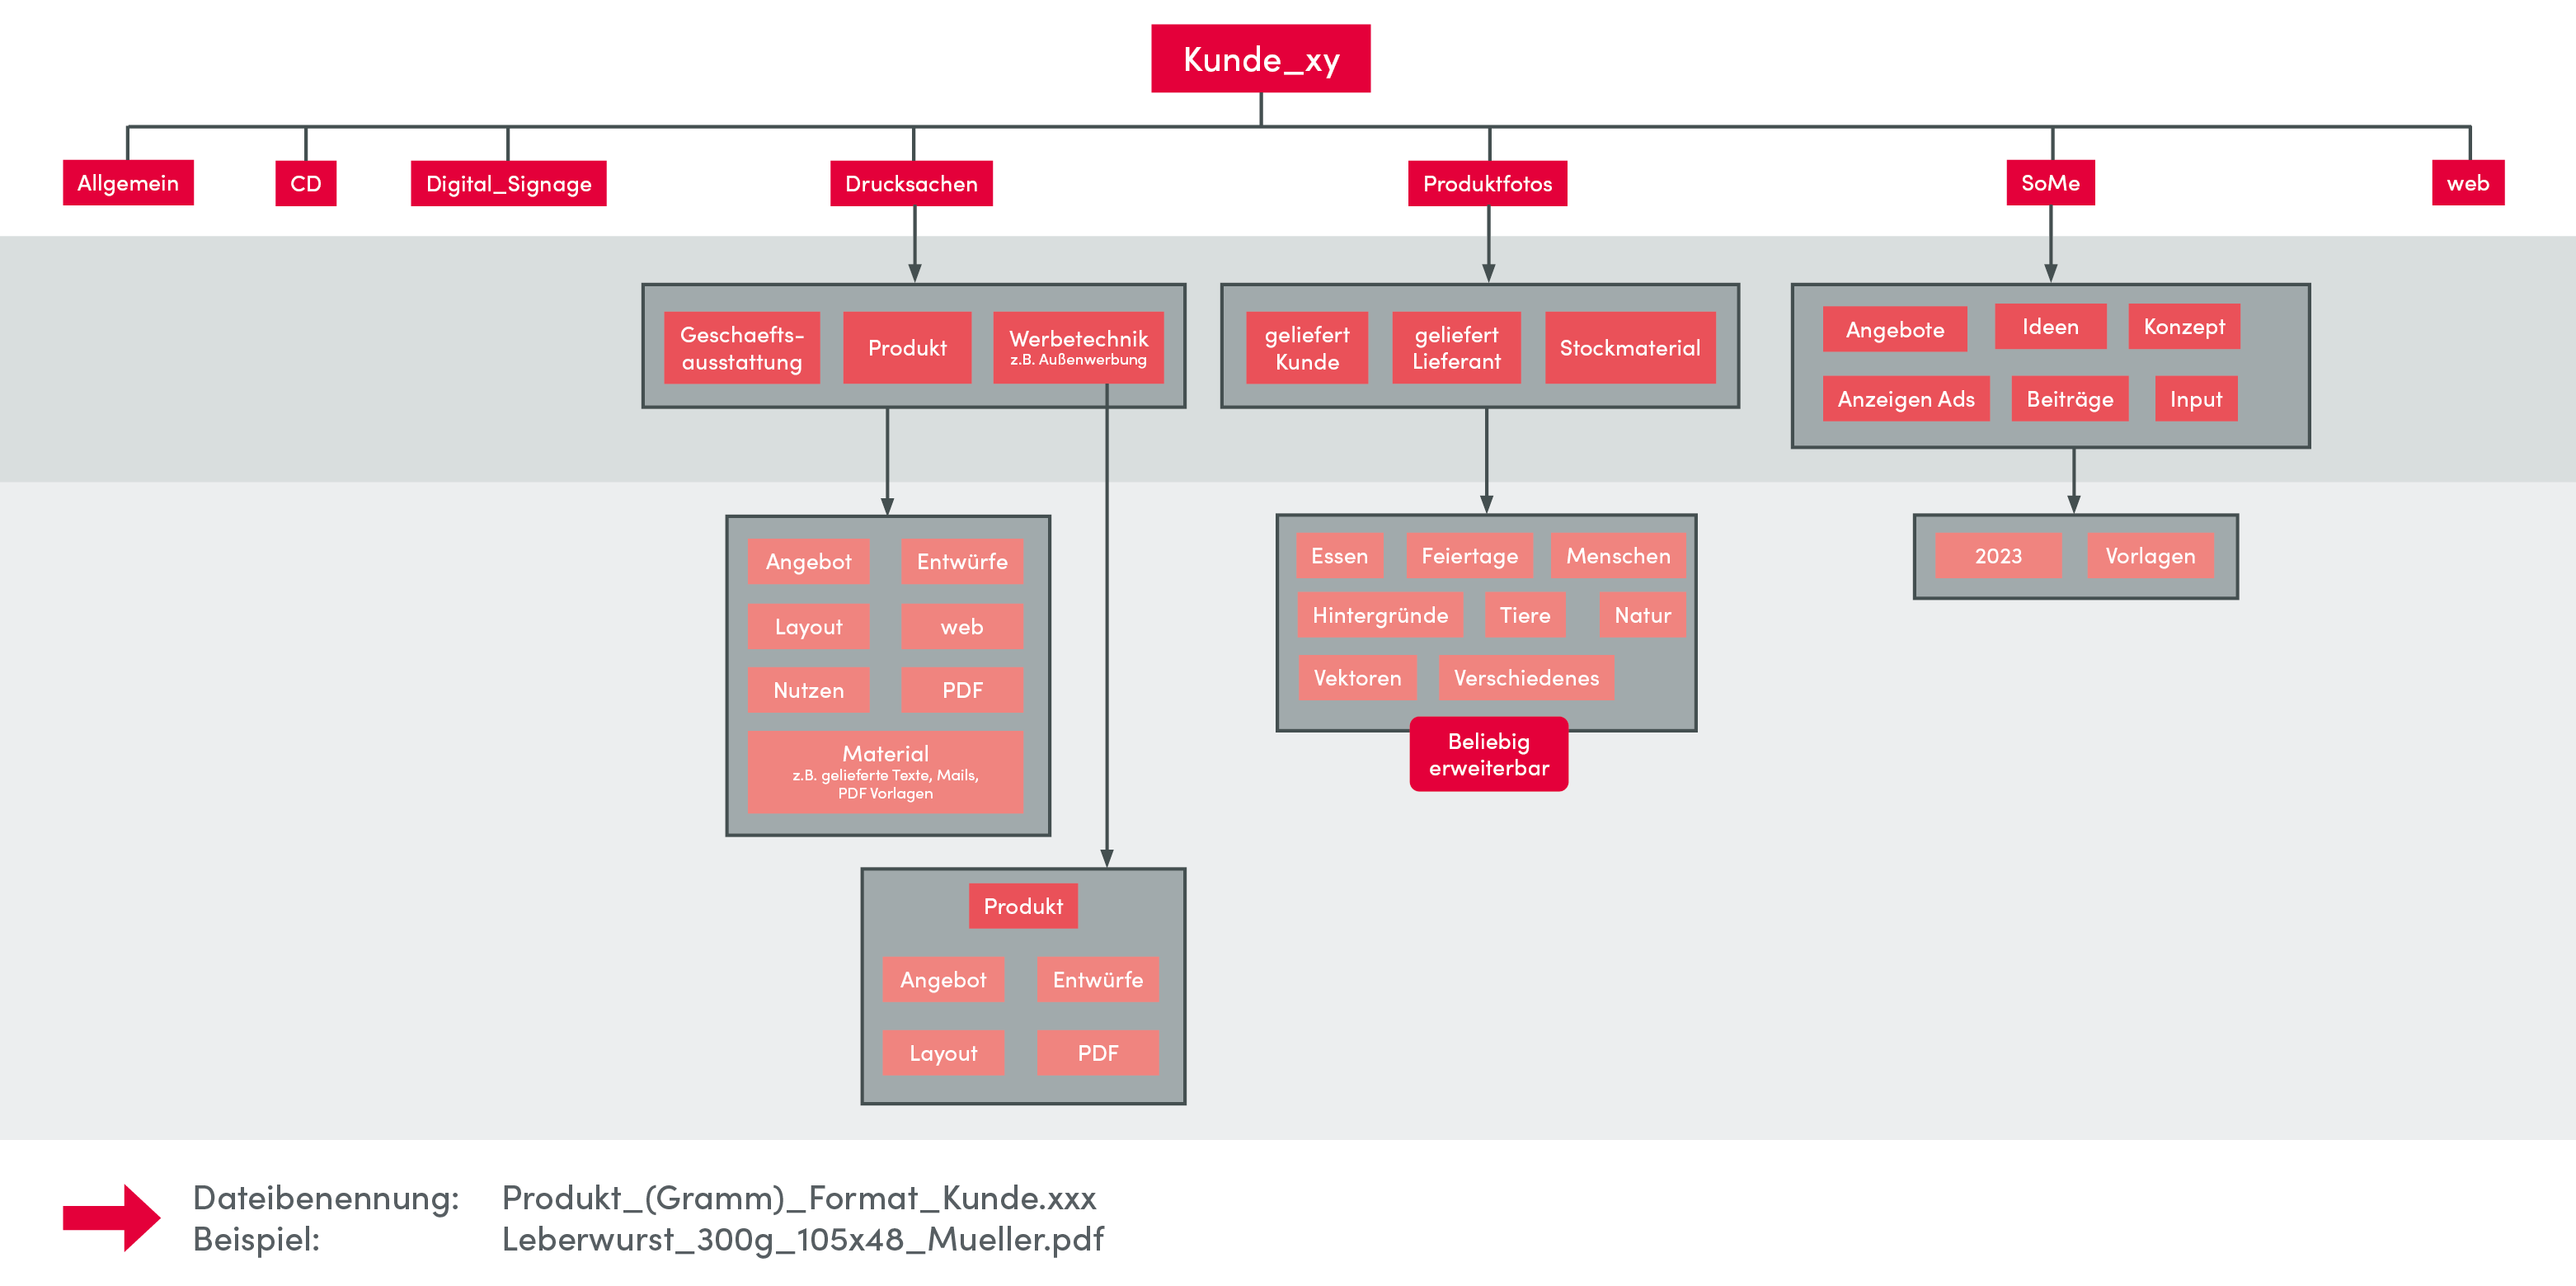 Kunde_xy
Allgemein
CD
Digital_Signage
Drucksachen
Produktfotos
SoMe
web
Geschaefts-
ausstattung
Produkt
Werbetechnik
z.B. Außenwerbung
geliefert
Kunde
geliefert
Lieferant
Stockmaterial
Angebote
Ideen
Konzept
Anzeigen Ads
Beiträge
Input
Angebot
Entwürfe
Layout
web
Nutzen
PDF
Material
z.B. gelieferte Texte, Mails,
PDF Vorlagen
Essen
Feiertage
Menschen
Hintergründe
Tiere
Natur
Vektoren
Verschiedenes
Beliebig
erweiterbar
2023
Vorlagen
Produkt
Angebot
Entwürfe
Layout
PDF
Dateibenennung: Produkt_(Gramm)_Format_Kunde.xxx
Beispiel: Leberwurst_300g_105x48_Mueller.pdf